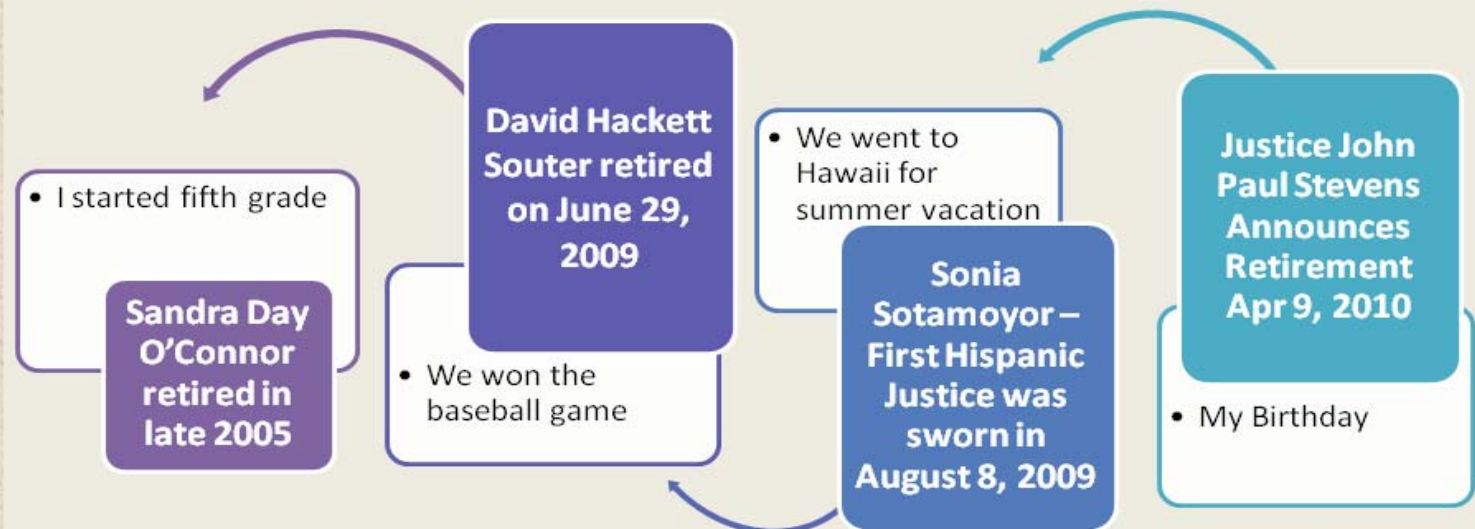 • I started fifth grade
Sandra Day
O’Connor
retired in
late 2005
David Hackett
Souter retired
on June 29,
2009
• We won the
baseball game
• We went to
Hawaii for
summer vacation
Sonia
Sotamoyor –
First Hispanic
Justice was
sworn in
August 8, 2009
Justice John
Paul Stevens
Announces
Retirement
Apr 9, 2010
• My Birthday